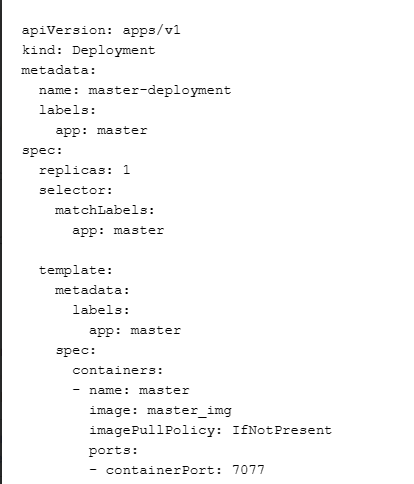 apiVersion: apps/v1
kind: Deployment
metadata:
  name: master-deployment
  labels:
    app: master
spec:
  replicas: 1
  selector:
    matchLabels:
      app: master

  template:
    metadata:
      labels:
        app: master
    spec:
      containers:
      - name: master
        image: master_img
        imagePullPolicy: IfNotPresent
        ports:
        - containerPort: 7077